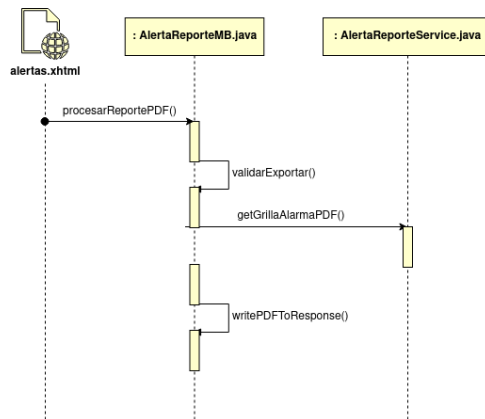 : AlertaReporteMB.java
: AlertaReporteService.java
alertas.xhtml
procesarReportePDF()
validarExportar()
getGrillaAlarmaPDF()
writePDFToResponse()